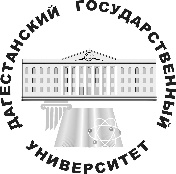 ДАГЕСТАНСКИЙ ГОСУДАРСТВЕННЫЙ
УНИВЕРСИТЕТ